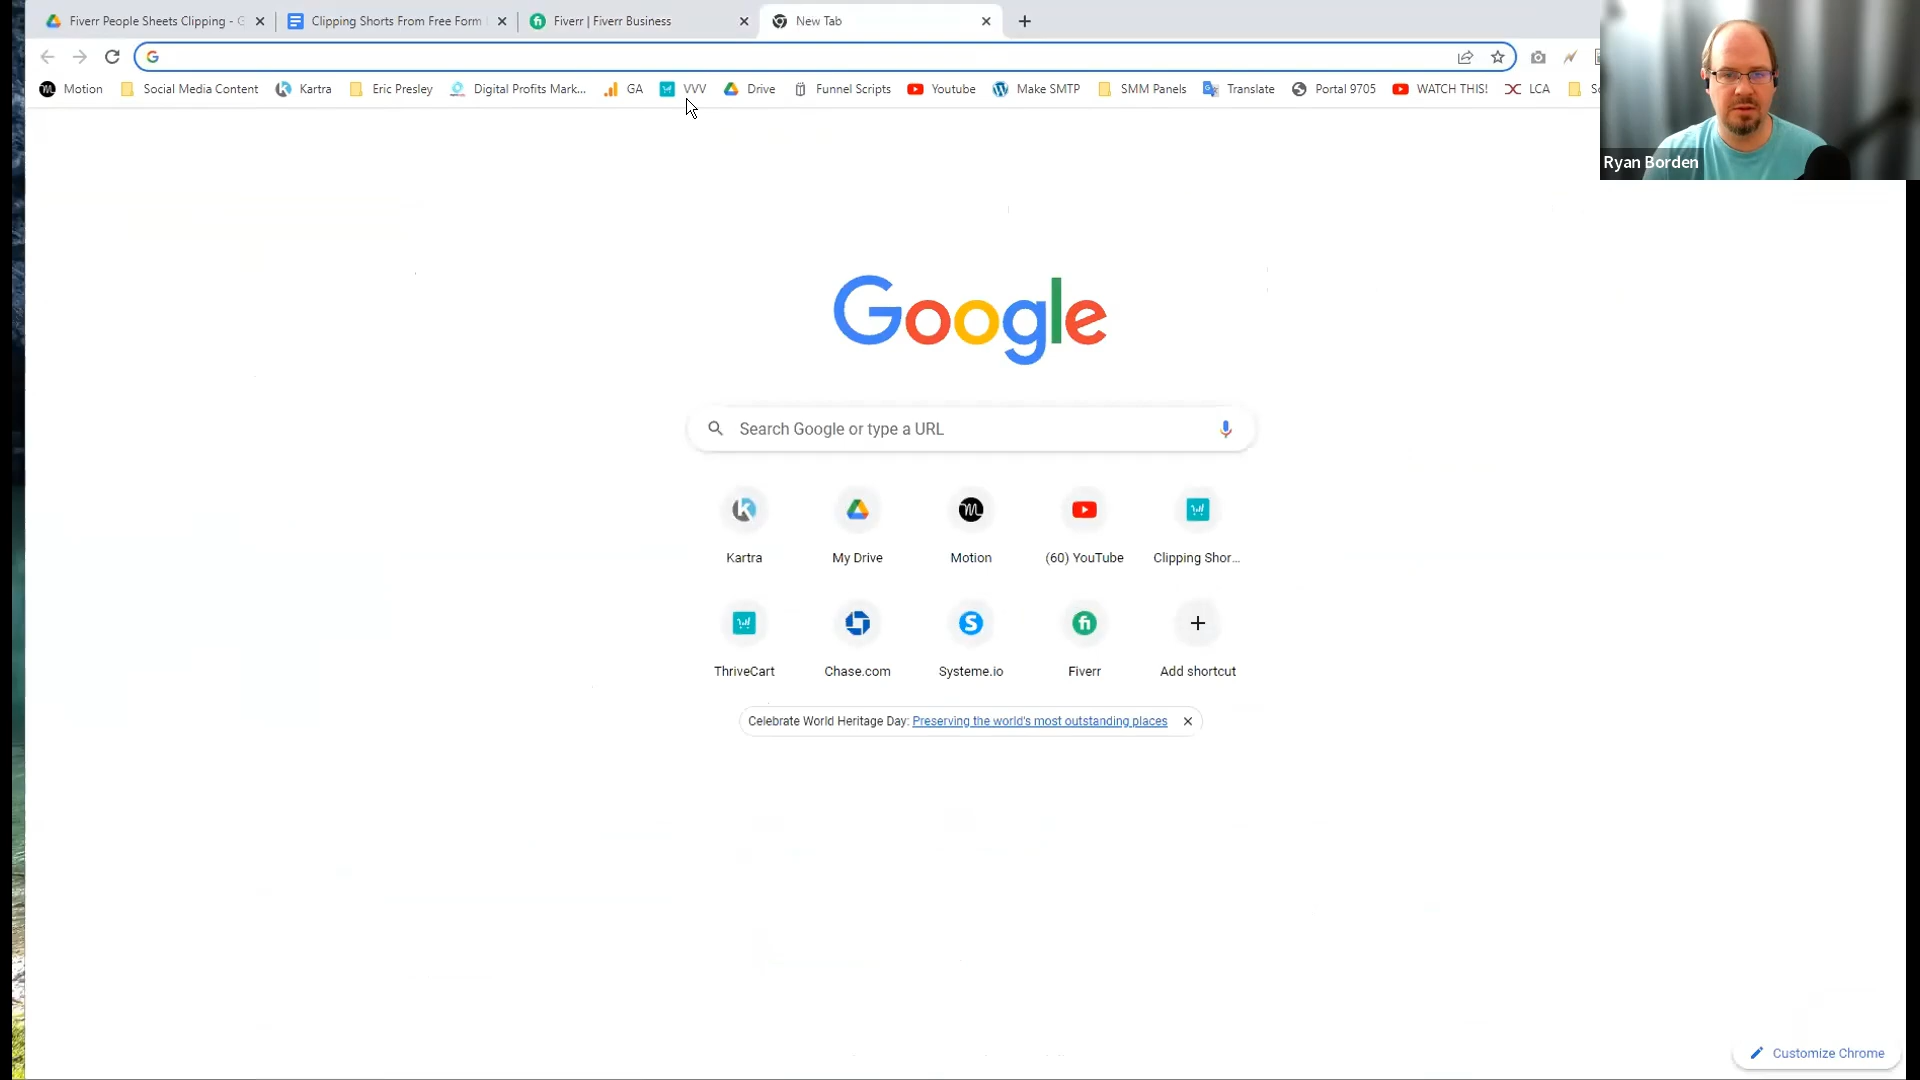 Fiverr People Sheets Clipping - G
Clipping Shorts From Free Form
Fiverr | Fiverr Business
New Tab
Motion
Social Media Content
Kartra
Eric Presley
Digital Profits Mark...
GA
VVV
Drive
Funnel Scripts
Youtube
Make SMTP
SMM Panels
Translate
Portal 9705
WATCH THIS!
LCA
Ryan Borden
Google
Search Google or type a URL
Kartra
My Drive
Motion
(60) YouTube
Clipping Shor...
ThriveCart
Chase.com
Systeme.io
Fiverr
Add shortcut
Celebrate World Heritage Day: Preserving the world's most outstanding places
Customize Chrome